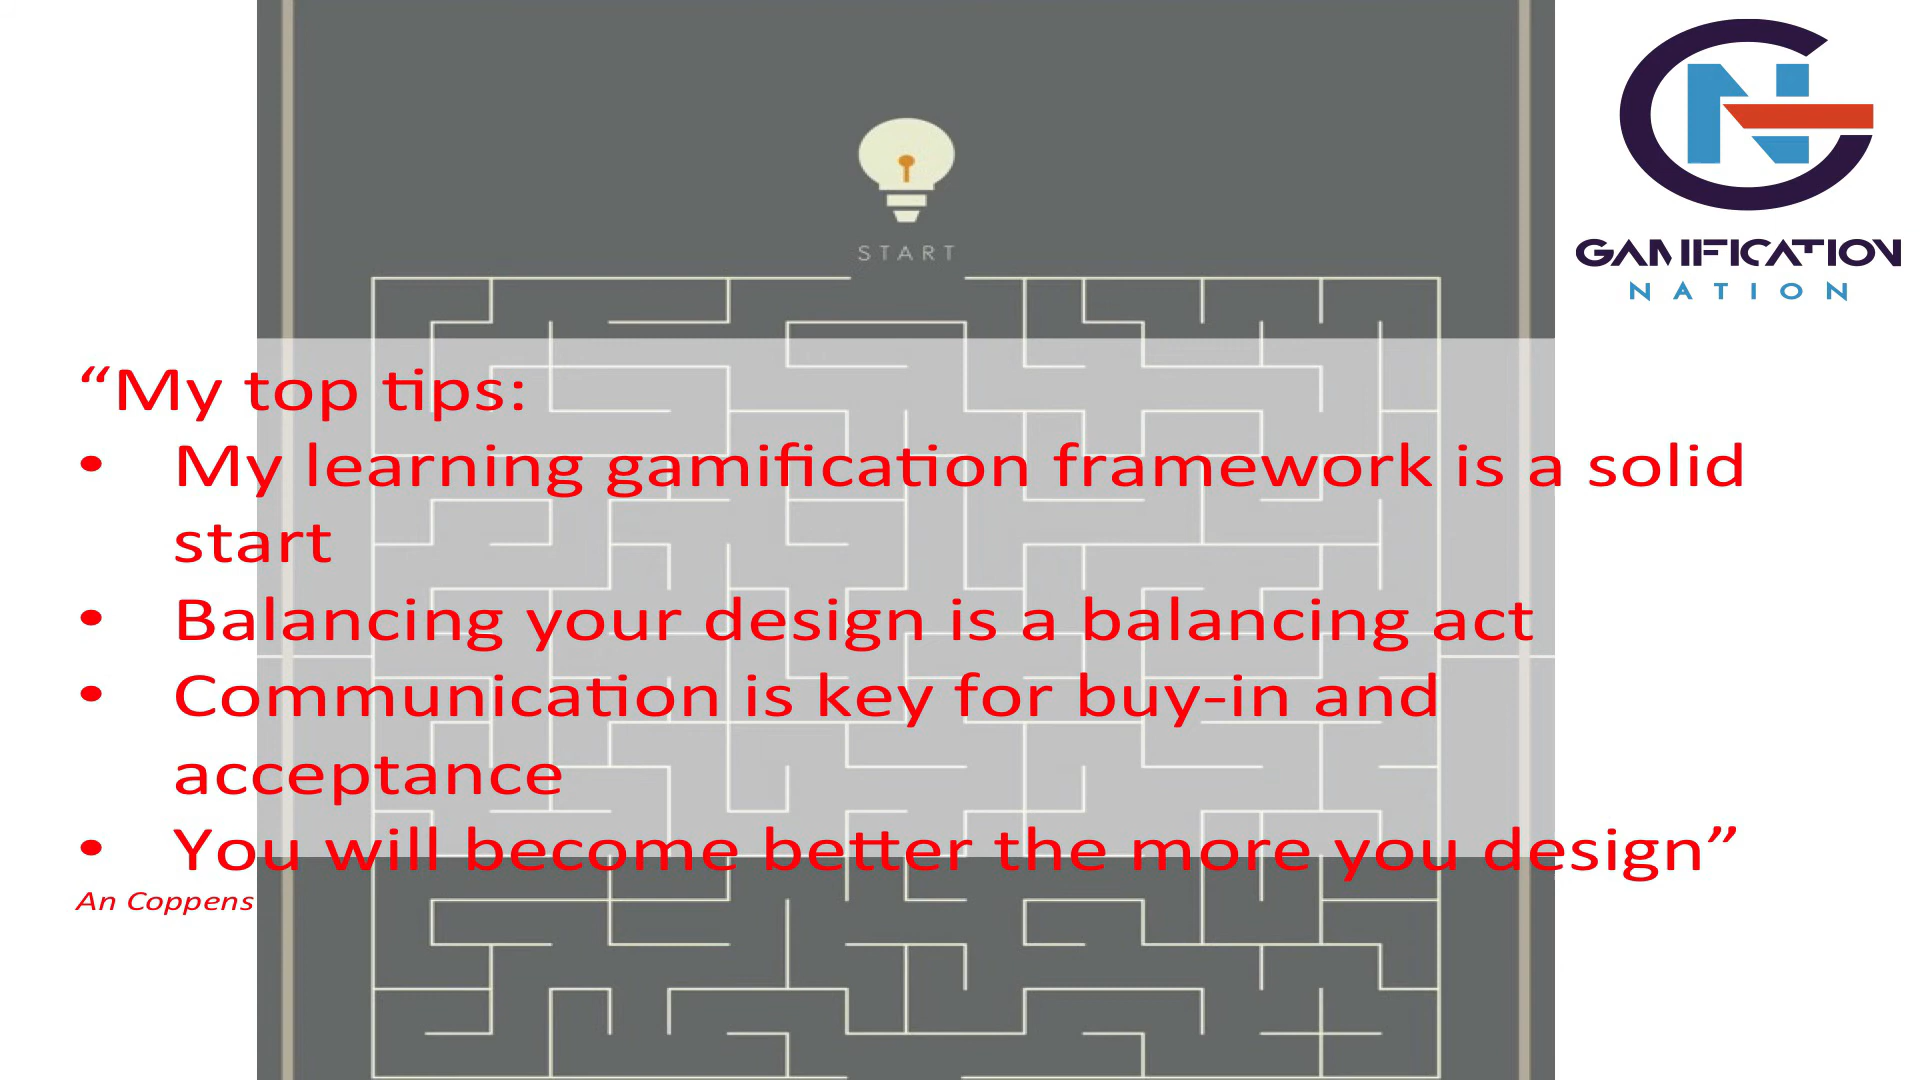 START
GAMIFICATION
NATION
“My top tips:
• My learning gamification framework is a solid
start
• Balancing your design is a balancing act
• Communication is key for buy-in and
acceptance
• You will become better the more you design”
An Coppens